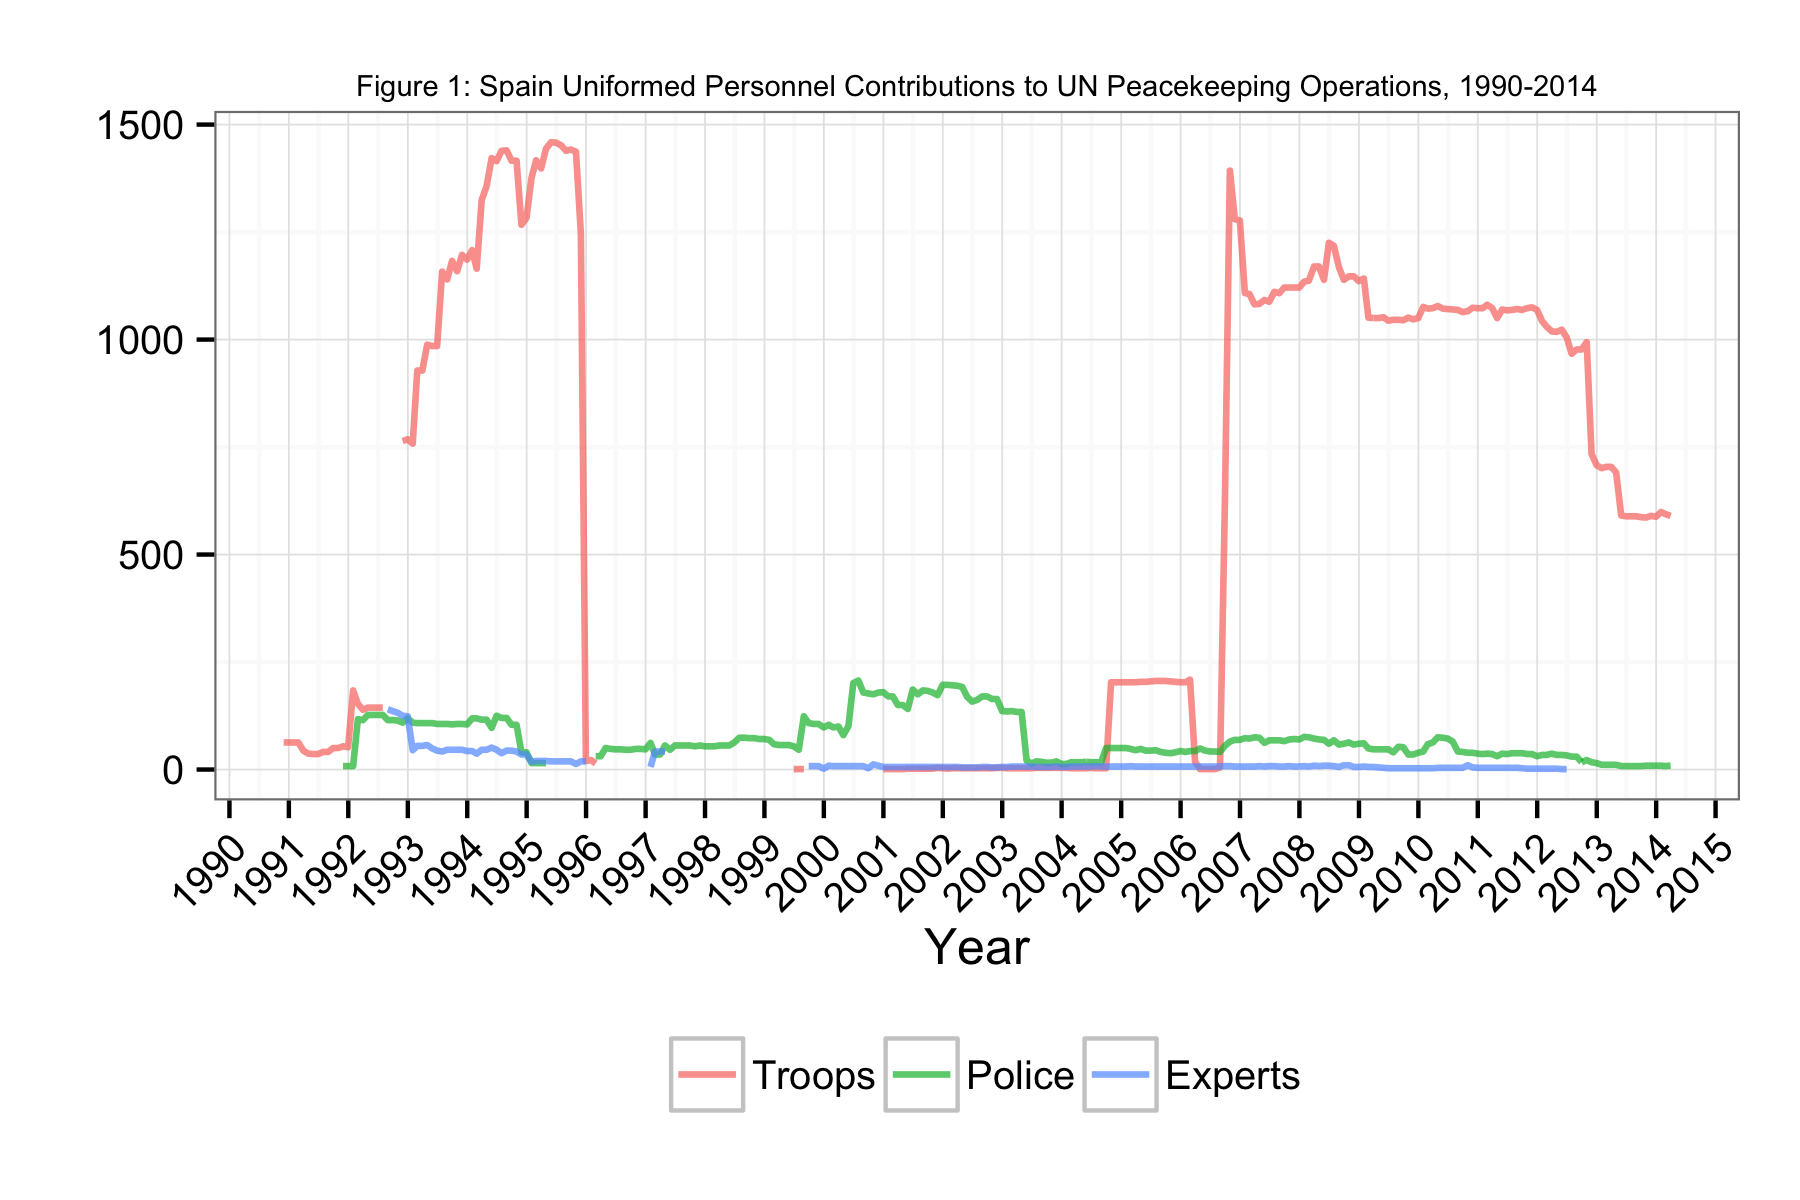 Figure 1: Spain Uniformed Personnel Contributions to UN Peacekeeping Operations, 1990-2014
1500
1000
500
0
1990 1991 1992 1993 1994 1995 1996 1997 1998 1999 2000 2001 2002 2003 2004 2005 2006 2007 2008 2009 2010 2011 2012 2013 2014 2015
Year
Troops Police Experts